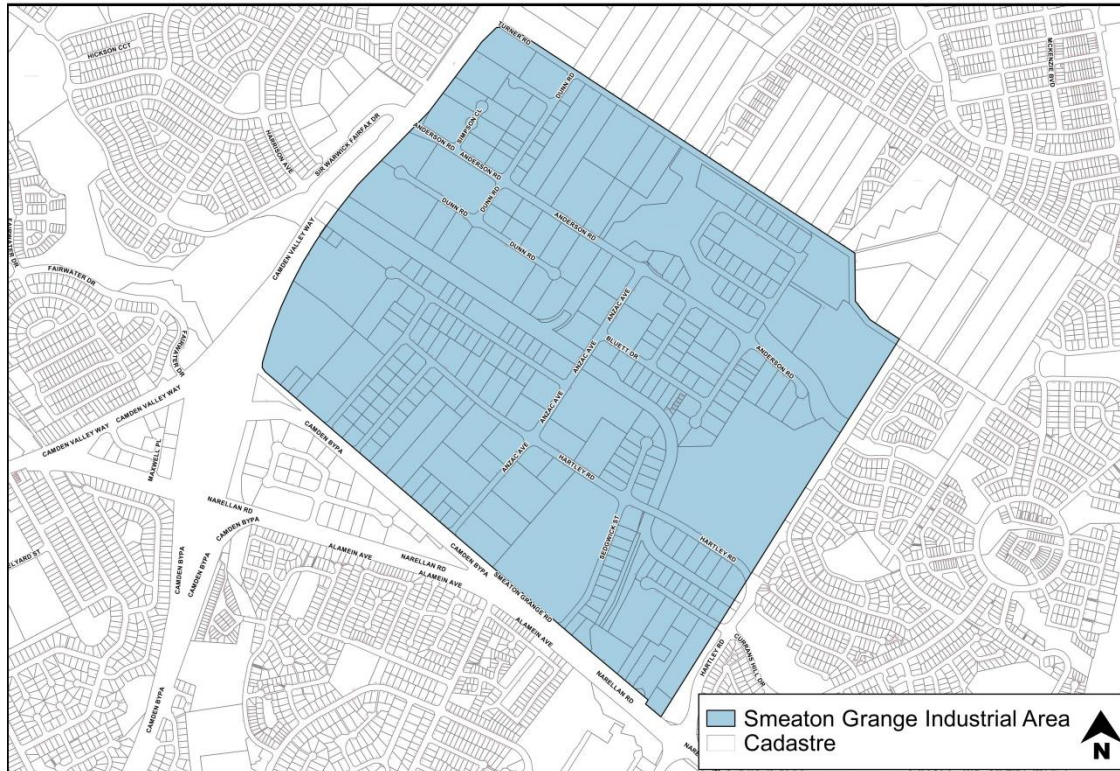 TURNER RD
HICKSON CCT
MCKENZIE BVD
DUNN RD
SIMPSON CL
HARRISON AVE
SIR WARWICK FAIRFAX DR
ANDERSON RD
ANDERSON RD
DUNN RD
DUNN RD
ANDERSON RD
DUNN RD
CAMDEN VALLEY WAY
FAIRWATER DR
FAIRWATER DR
ANZAC AVE
FAIRWATER DR
BLUETT DR
ANZAC AVE
ANDERSON RD
CAMDEN VALLEY WAY
ANZAC AVE
CAMDEN VALLEY WAY
CAMDEN BYPA
MAXWELL PL
ANZAC AVE
HARTLEY RD
NARELLAN RD
CAMDEN BYPA
SEDGWICK ST
HARTLEY RD
ELYARD ST
CAMDEN BYPA
CAMDEN BYPA
ALAMEIN AVE
NARELLAN RD
CAMDEN BYPA
ALAMEIN AVE
SMEATON GRANGE RD
ALAMEIN AVE
HARTLEY RD
CURRANS HILL DR
CAMDEN BYPA
NARELLAN RD
Smeaton Grange Industrial Area
Cadastre
N